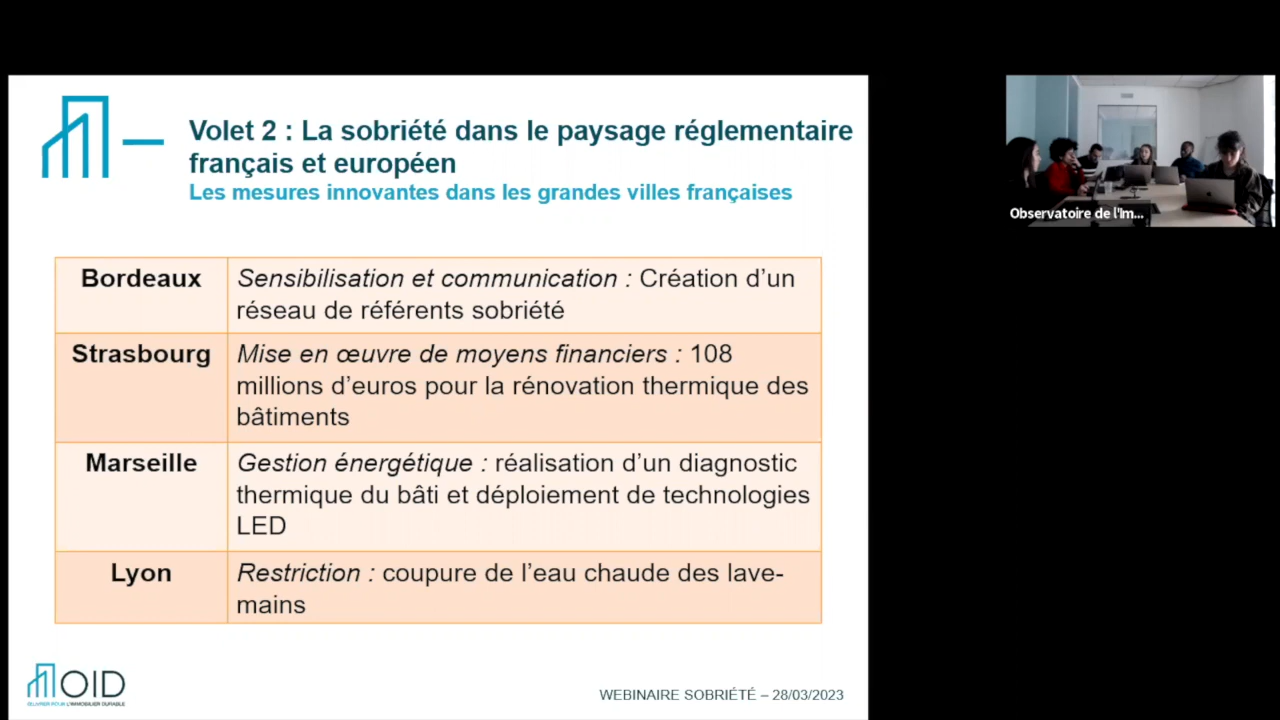 Volet 2 : La sobriété dans le paysage réglementaire
français et européen
Les mesures innovantes dans les grandes villes françaises
Observatoire de l'Im...
Bordeaux
Sensibilisation et communication : Création d’un
réseau de référents sobriété
Strasbourg
Mise en œuvre de moyens financiers : 108
millions d’euros pour la rénovation thermique des
bâtiments
Marseille
Gestion énergétique : réalisation d’un diagnostic
thermique du bâti et déploiement de technologies
LED
Lyon
Restriction : coupure de l’eau chaude des lave-
mains
OID
ŒUVRER POUR L'IMMOBILIER DURABLE
WEBINAIRE SOBRIÉTÉ – 28/03/2023